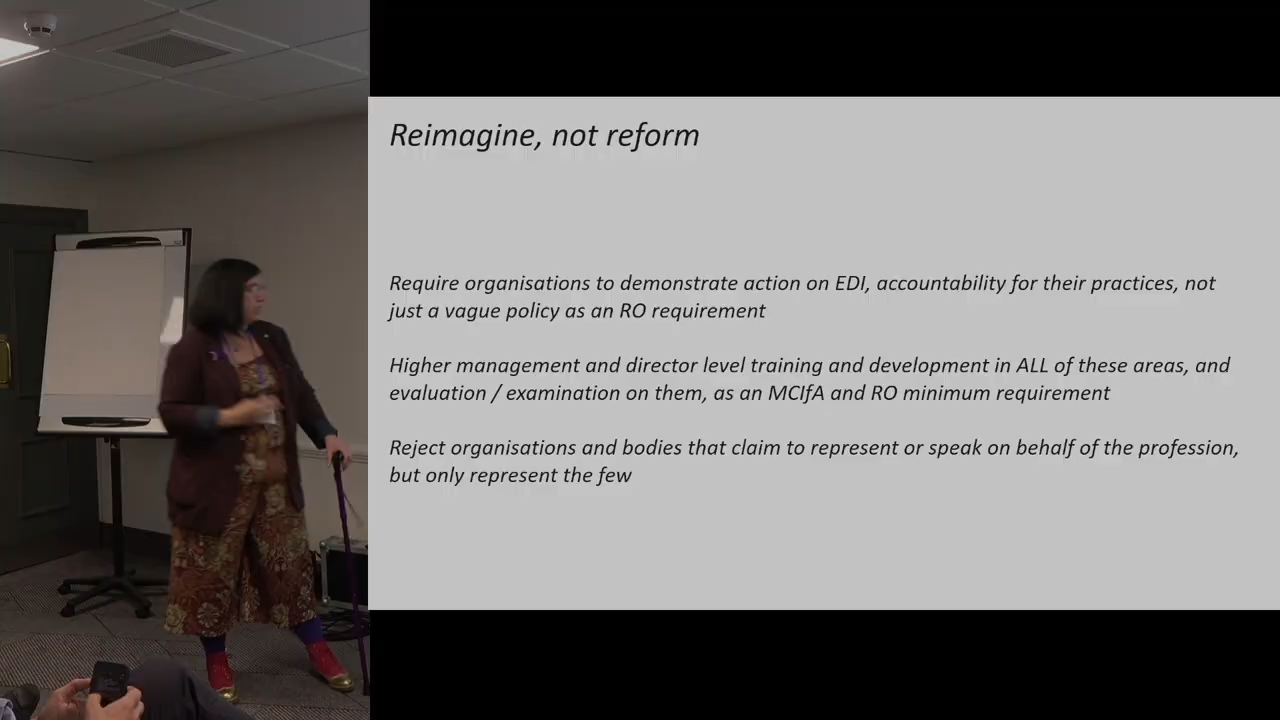 Reimagine, not reform
Require organisations to demonstrate action on EDI, accountability for their practices, not
just a vague policy as an RO requirement
Higher management and director level training and development in ALL of these areas, and
evaluation / examination on them, as an MCIfA and RO minimum requirement
Reject organisations and bodies that claim to represent or speak on behalf of the profession,
but only represent the few